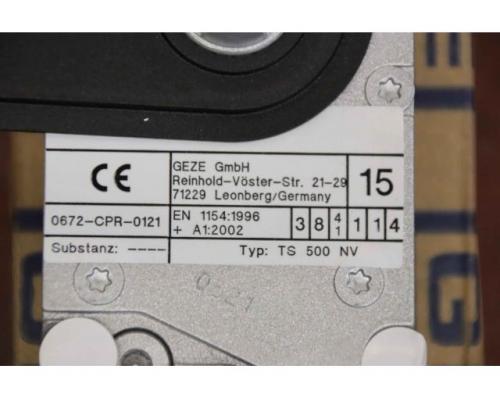 CE
GEZE GmbH
Reinhold-Vöster-Str. 21-29
71229 Leonberg/Germany
15
0672-CPR-0121
EN 1154:1996
+ A1:2002
3 8 4/1 1 1 4
Substanz: ----
Typ: TS 500 NV